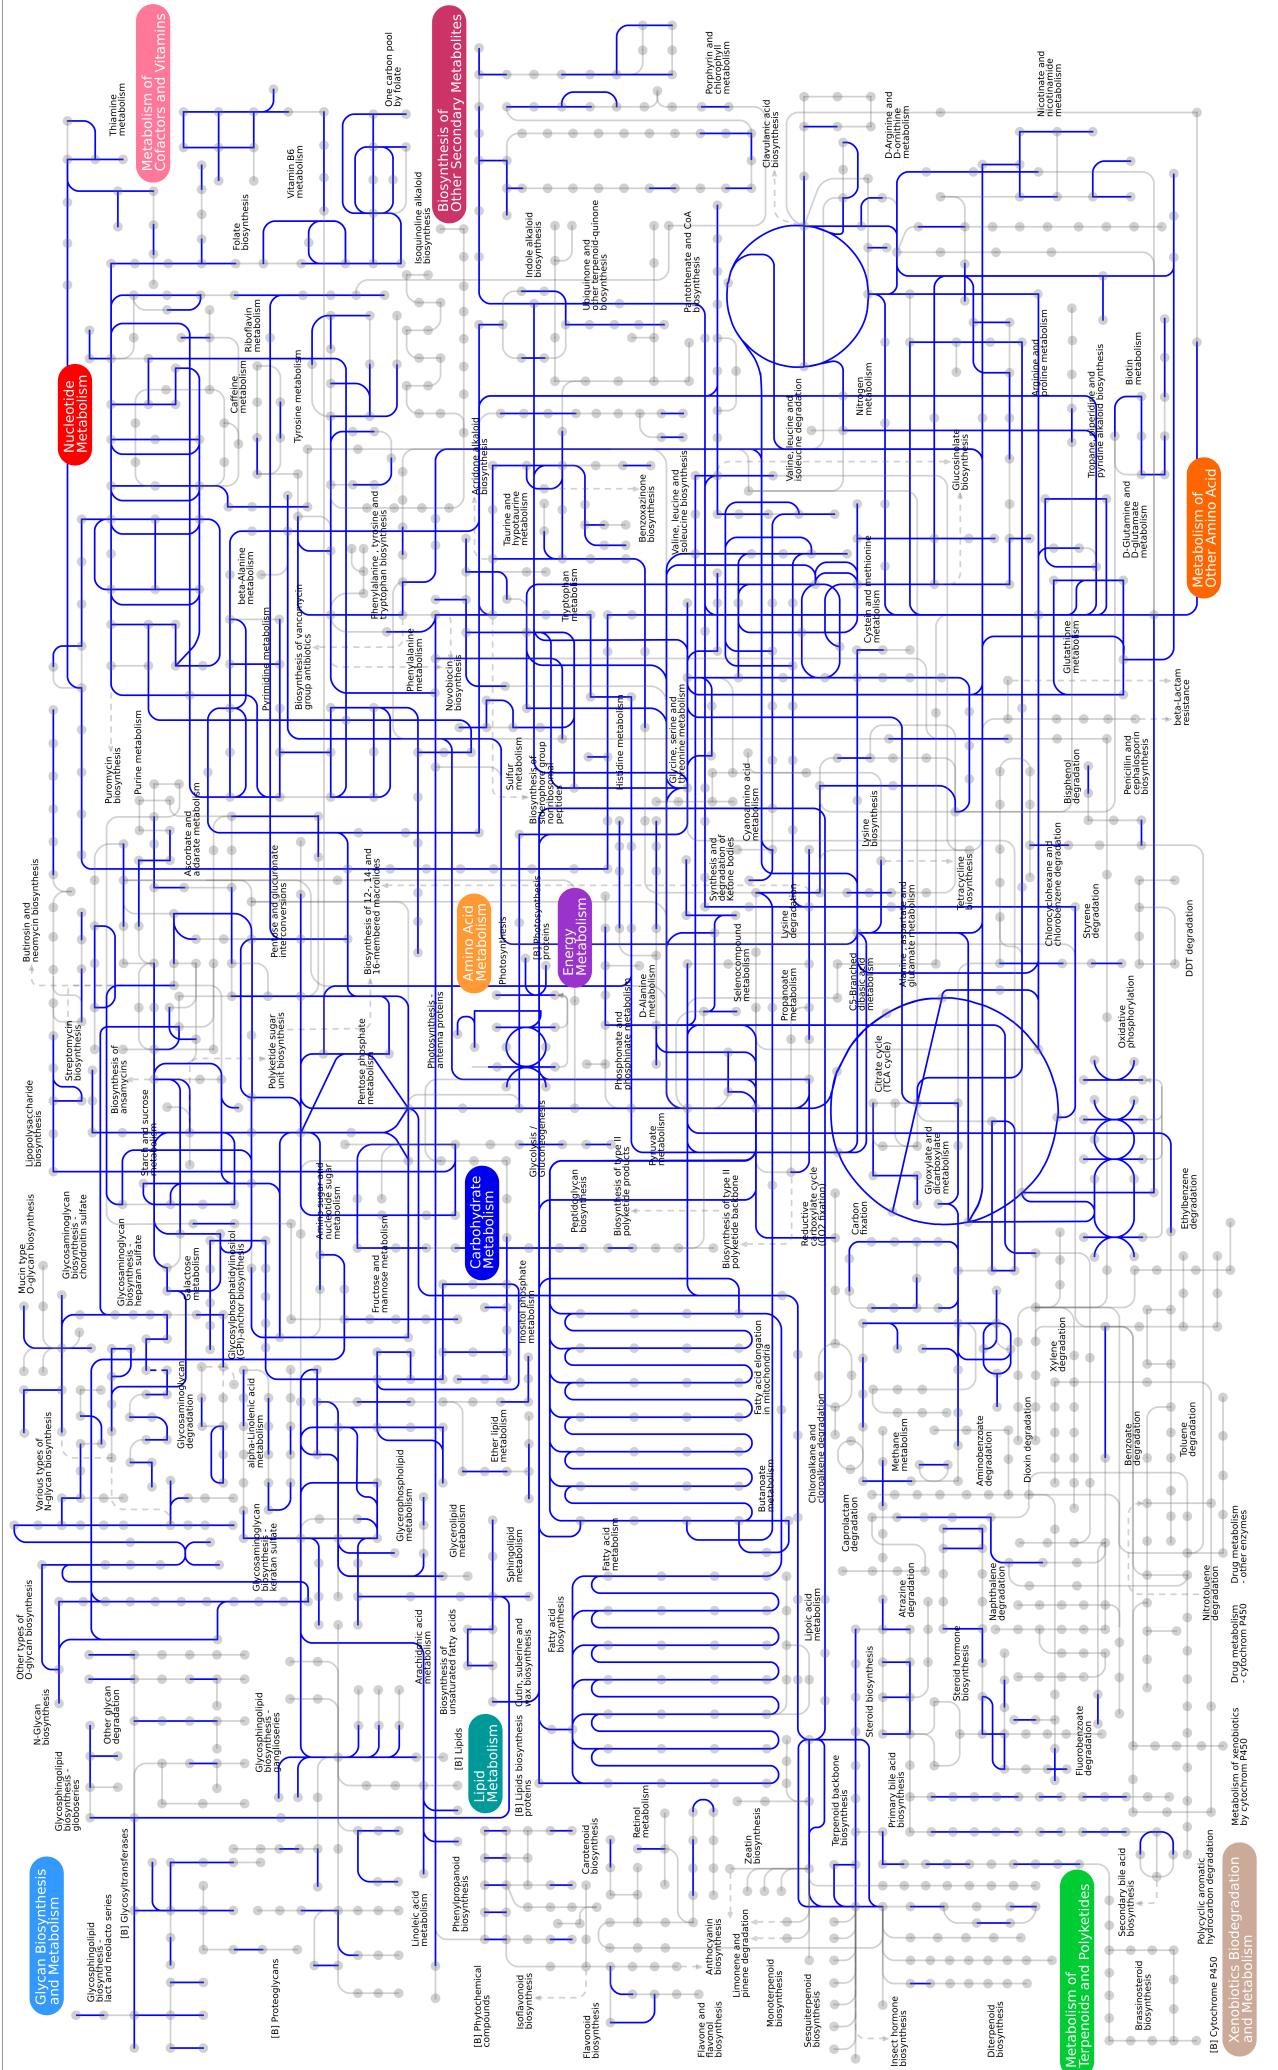 Glycan Biosynthesis
and Metabolism
N-Glycan
biosynthesis
Other types of
O-glycan biosynthesis
Various types of
N-glycan biosynthesis
Mucin type
O-glycan biosynthesis
Lipopolysaccharide
biosynthesis
Butirosin and
neomycin biosynthesis
Nucleotide
Metabolism
Glycosphingolipid
biosynthesis -
globoseries
Glycosaminoglycan
biosynthesis -
chondroitin sulfate
Streptomycin
biosynthesis
Glycosphingolipid
biosynthesis -
lact and neolacto series
[B] Glycosyltransferases
Other glycan
degradation
Glycosaminoglycan
biosynthesis -
heparan sulfate
Biosynthesis of
ansamycins
Puromycin
biosynthesis
Thiamine
metabolism
Starch and sucrose
metabolism
Purine metabolism
Metabolism of
Cofactors and Vitamins
Glycosaminoglycan
degradation
Galactose
metabolism
Ascorbate and
aldarate metabolism
Glycosylphosphatidylinositol
(GPI)-anchor biosynthesis
Caffeine
metabolism
Folate
biosynthesis
Glycosphingolipid
biosynthesis -
ganglioseries
Glycosaminoglycan
biosynthesis -
keratan sulfate
alpha-Linolenic acid
metabolism
beta-Alanine
metabolism
Riboflavin
metabolism
[B] Proteoglycans
Polyketide sugar
unit biosynthesis
Pentose and glucuronate
interconversions
Pyrimidine metabolism
Biosynthesis of vancomycin
group antibiotics
Tyrosine metabolism
Vitamin B6
metabolism
Amino sugar and
nucleotide sugar
metabolism
Pentose phosphate
metabolism
Biosynthesis of 12-, 14- and
16-membered macrolides
Fructose and
mannose metabolism
Phenylalanine , tyrosine and
tryptophan biosynthesis
One carbon pool
by folate
Glycerophospholipid
metabolism
Phenylalanine
metabolism
Isoquinoline alkaloid
biosynthesis
Linoleic acid
metabolism
Arachidonic acid
metabolism
Photosynthesis -
antenna proteins
Biosynthesis of
unsaturated fatty acids
Novobiocin
biosynthesis
Biosynthesis of
Other Secondary Metabolites
Phenylpropanoid
biosynthesis
[B] Lipids
Glycerolipid
metabolism
Amino Acid
Metabolism
Acridone alkaloid
biosynthesis
[B] Phytochemical
compounds
Lipid
Metabolism
Carbohydrate
Metabolism
Ether lipid
metabolism
Photosynthesis
Sulfur
metabolism
Taurine and
hyptoaurine
metabolism
Isoflavonoid
biosynthesis
[B] Lipids biosynthesis
proteins
Cutin, suberine and
wax biosynthesis
Sphingolipid
metabolism
Inositol phosphate
metabolism
Glycolysis /
Gluconeogenesis
[B] Photosynthesis
proteins
Biosynthesis of
siderophore group
nonribosomal
peptides
Indole alkaloid
biosynthesis
Fatty acid
biosynthesis
Tryptophan
metabolism
Energy
Metabolism
Peptidoglycan
biosynthesis
Flavonoid
biosynthesis
Carotenoid
biosynthesis
Ubiquinone and
other terpenoid-quinone
biosynthesis
Fatty acid
metabolism
Biosynthesis of type II
polyketide products
Phosphonate and
phosphinate metabolism
Histidine metabolism
Retinol
metabolism
D-Alanine
metabolism
Benzoxazinone
biosynthesis
Pyruvate
metabolism
Glycine, serine and
threonine metabolism
Valine, leucine and
isoleucine biosynthesis
Pantothenate and CoA
biosynthesis
Flavone and
flavonol
biosynthesis
Anthocyanin
biosynthesis
Biosynthesis of type II
polyketide backbone
Synthesis and
degradation of
Ketone bodies
Porphyrin and
chlorophyll
metabolism
Limonene and
pinene degradation
Zeatin
biosynthesis
Selenocompound
metabolism
Cyanoamino acid
metabolism
Butanoate
metabolism
Fatty acid elongation
in mitochondria
Monoterpenoid
biosynthesis
Clavulanic acid
biosynthesis
Propanoate
metabolism
Lysine
degradation
Valine, leucine and
isoleucine degradation
Sesquiterpenoid
biosynthesis
Lipoic acid
metabolism
Chloroalkane and
cloroalkene degradation
Reductive
carboxylate cycle
(CO2 fixation)
Terpenoid backbone
biosynthesis
Caprolactam
degradation
Carbon
fixation
C5-Branched
dibasic acid
metabolism
Lysine
biosynthesis
Cystein and methionine
metabolism
Nitrogen
metabolism
Steroid biosynthesis
Citrate cycle
(TCA cycle)
Insect hormone
biosynthesis
Primary bile acid
biosynthesis
Atrazine
degradation
Methane
metabolism
Alanine , aspartate and
glutamate metabolism
D-Arginine and
D-ornithine
metabolism
Glyoxylate and
dicarboxylate
metabolism
Steroid hormone
biosynthesis
Tetracycline
biosynthesis
Glucosinolate
biosynthesis
Diterpenoid
biosynthesis
Naphthalene
degradation
Aminobenzoate
degradation
Dioxin degradation
Chlorocyclohexane and
chlorobenzene degradation
Arginine and
proline metabolism
Nicotinate and
nicotinamide
metabolism
Xylene
degradation
Bisphenol
degradation
Glutathione
metabolism
Metabolism of
Terpenoids and Polyketides
Fluorobenzoate
degradation
Styrene
degradation
Tropane, piperidine and
pyridine alkaloid biosynthesis
Secondary bile acid
biosynthesis
Benzoate
degradation
Oxidative
phosphorylation
Penicillin and
cephalosporin
biosynthesis
D-Glutamine and
D-glutamate
metabolism
Biotin
metabolism
Brassinosteroid
biosynthesis
Toluene
degradation
Ethylbenzene
degradation
DDT degradation
beta-Lactam
resistance
Metabolism of
Other Amino Acid
Polycyclic aromatic
hydrocarbon degradation
Nitrotoluene
degradation
[B] Cytochrome P450
Metabolism of xenobiotics
by cytochrom P450
Drug metabolism
- cytochrom P450
Drug metabolism
- other enzymes
Xenobiotics Biodegradation
and Metabolism